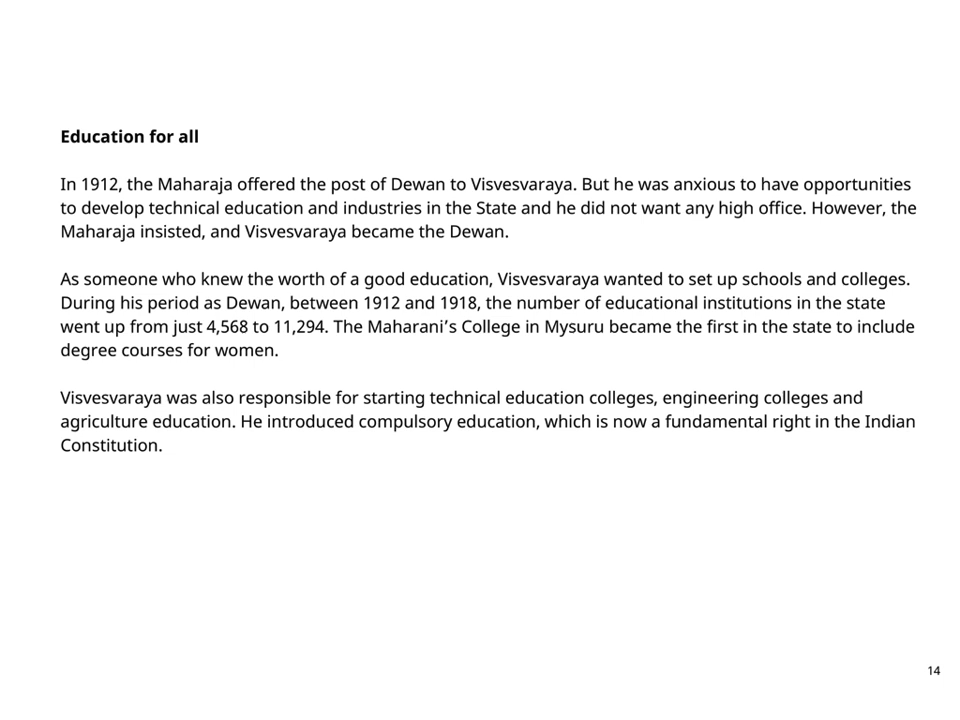 Education for all
In 1912, the Maharaja offered the post of Dewan to Visvesvaraya. But he was anxious to have opportunities
to develop technical education and industries in the State and he did not want any high office. However, the
Maharaja insisted, and Visvesvaraya became the Dewan.
As someone who knew the worth of a good education, Visvesvaraya wanted to set up schools and colleges.
During his period as Dewan, between 1912 and 1918, the number of educational institutions in the state
went up from just 4,568 to 11,294. The Maharani’s College in Mysuru became the first in the state to include
degree courses for women.
Visvesvaraya was also responsible for starting technical education colleges, engineering colleges and
agriculture education. He introduced compulsory education, which is now a fundamental right in the Indian
Constitution.
14